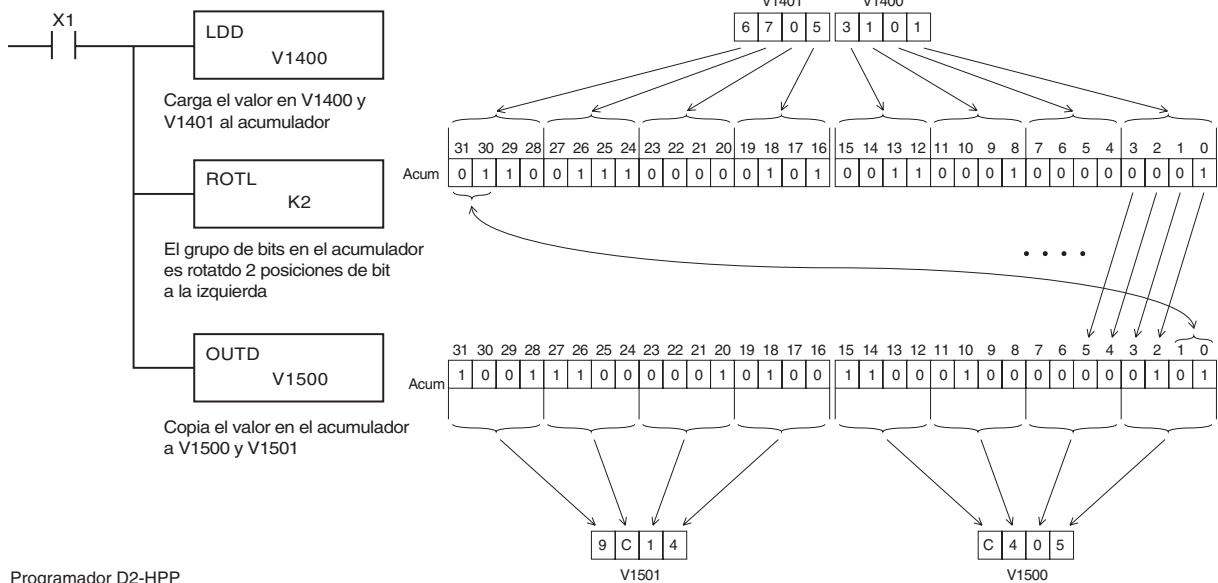 X1
LDD
V1400
Carga el valor en V1400 y
V1401 al acumulador
ROTL
K2
El grupo de bits en el acumulador
es rotatdo 2 posiciones de bit
a la izquierda
OUTD
V1500
Copia el valor en el acumulador
a V1500 y V1501
Programador D2-HPP
V1401 V1400
6 7 0 5 3 1 0 1
31 30 29 28 27 26 25 24 23 22 21 20 19 18 17 16 15 14 13 12 11 10 9 8 7 6 5 4 3 2 1 0
Acum 0 1 1 0 0 1 1 1 0 0 0 0 0 1 0 1 0 0 1 1 0 0 0 1 0 0 0 0 0 0 0 1
31 30 29 28 27 26 25 24 23 22 21 20 19 18 17 16 15 14 13 12 11 10 9 8 7 6 5 4 3 2 1 0
Acum 1 0 0 1 1 1 0 0 0 0 0 1 0 1 0 0 1 1 0 0 0 1 0 0 0 0 0 0 0 1 0 1
9 C 1 4 C 4 0 5
V1501 V1500